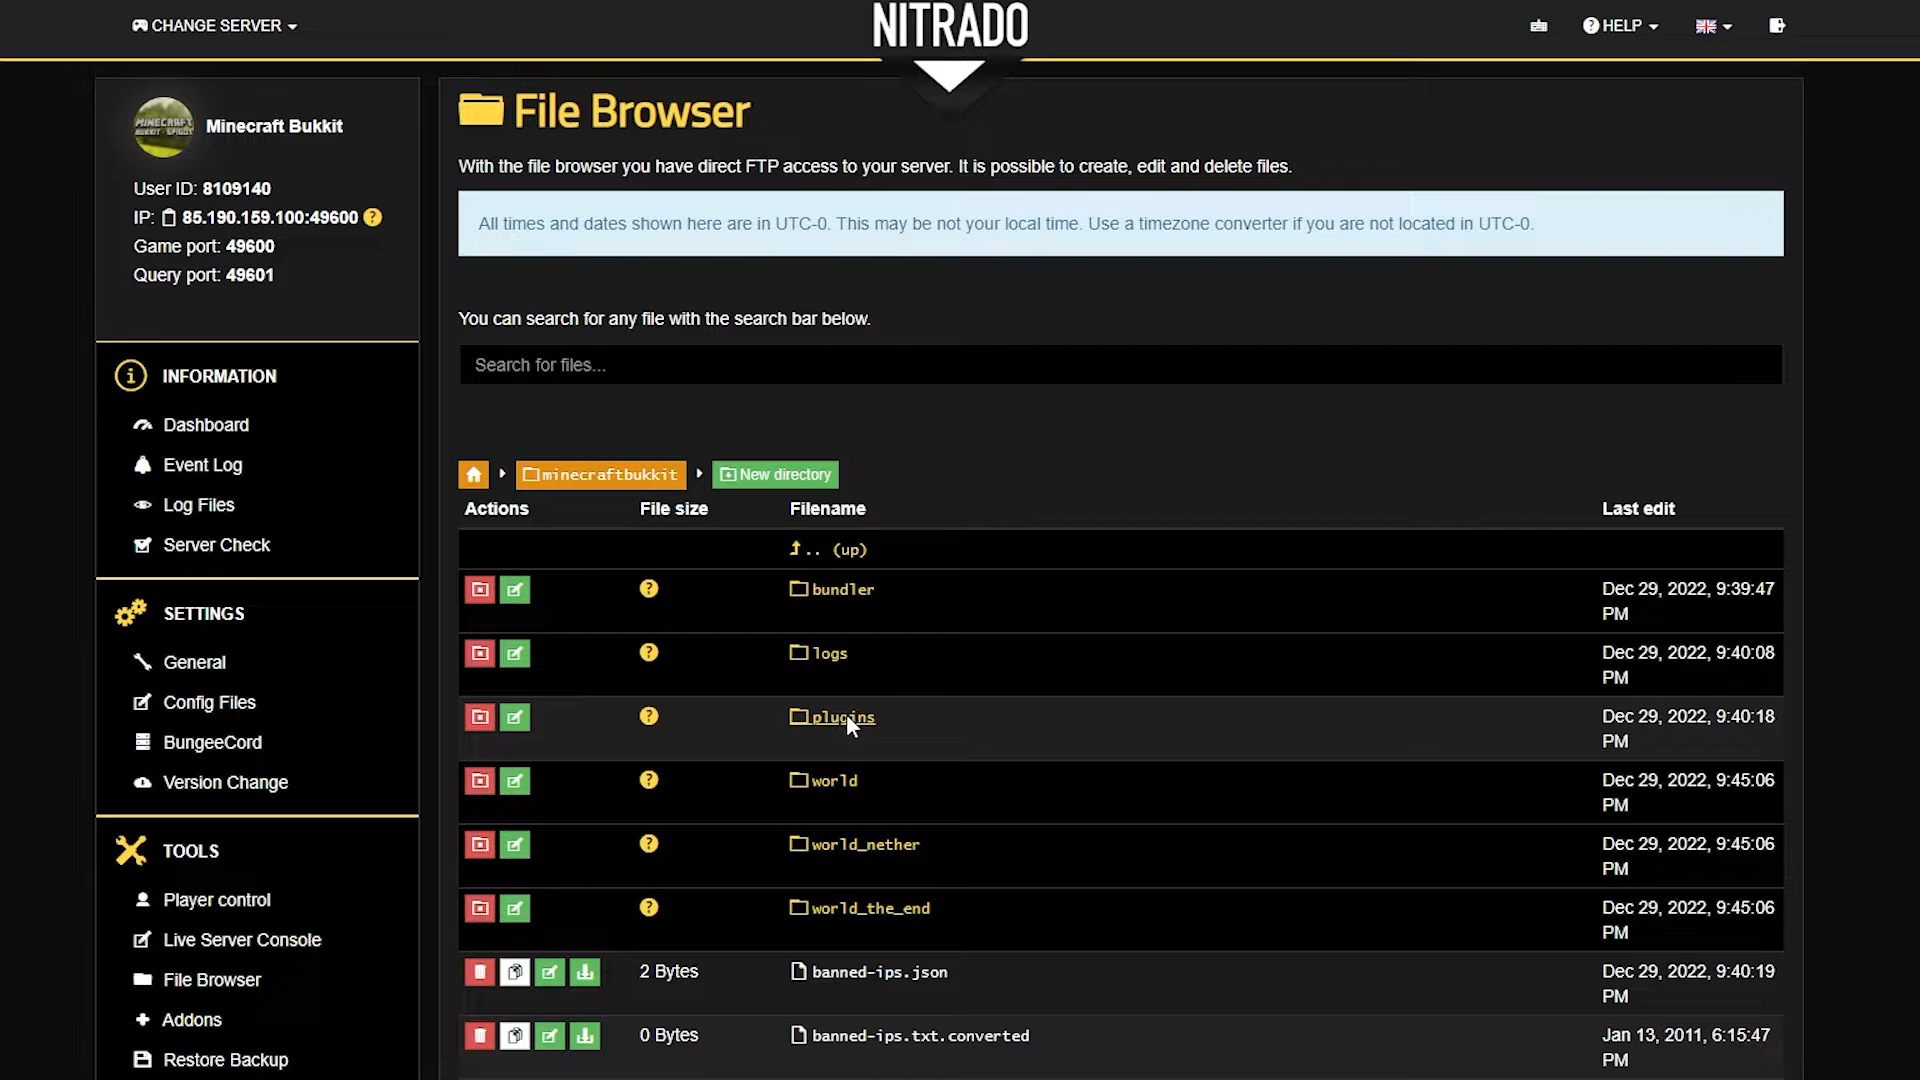 CHANGE SERVER
NITRADO
HELP
MINECRAFT
BUKKIT - SPIGOT
Minecraft Bukkit
User ID: 8109140
IP: 85.190.159.100:49600 ?
Game port: 49600
Query port: 49601
INFORMATION
Dashboard
Event Log
Log Files
Server Check
SETTINGS
General
Config Files
BungeeCord
Version Change
TOOLS
Player control
Live Server Console
File Browser
Addons
Restore Backup
File Browser
With the file browser you have direct FTP access to your server. It is possible to create, edit and delete files.
All times and dates shown here are in UTC-0. This may be not your local time. Use a timezone converter if you are not located in UTC-0.
You can search for any file with the search bar below.
Search for files...
minecraftbukkit New directory
Actions File size Filename Last edit
.. (up)
? bundler Dec 29, 2022, 9:39:47
PM
? logs Dec 29, 2022, 9:40:08
PM
? plugins Dec 29, 2022, 9:40:18
PM
? world Dec 29, 2022, 9:45:06
PM
? world_nether Dec 29, 2022, 9:45:06
PM
? world_the_end Dec 29, 2022, 9:45:06
PM
2 Bytes banned-ips.json Dec 29, 2022, 9:40:19
PM
0 Bytes banned-ips.txt.converted Jan 13, 2011, 6:15:47
PM